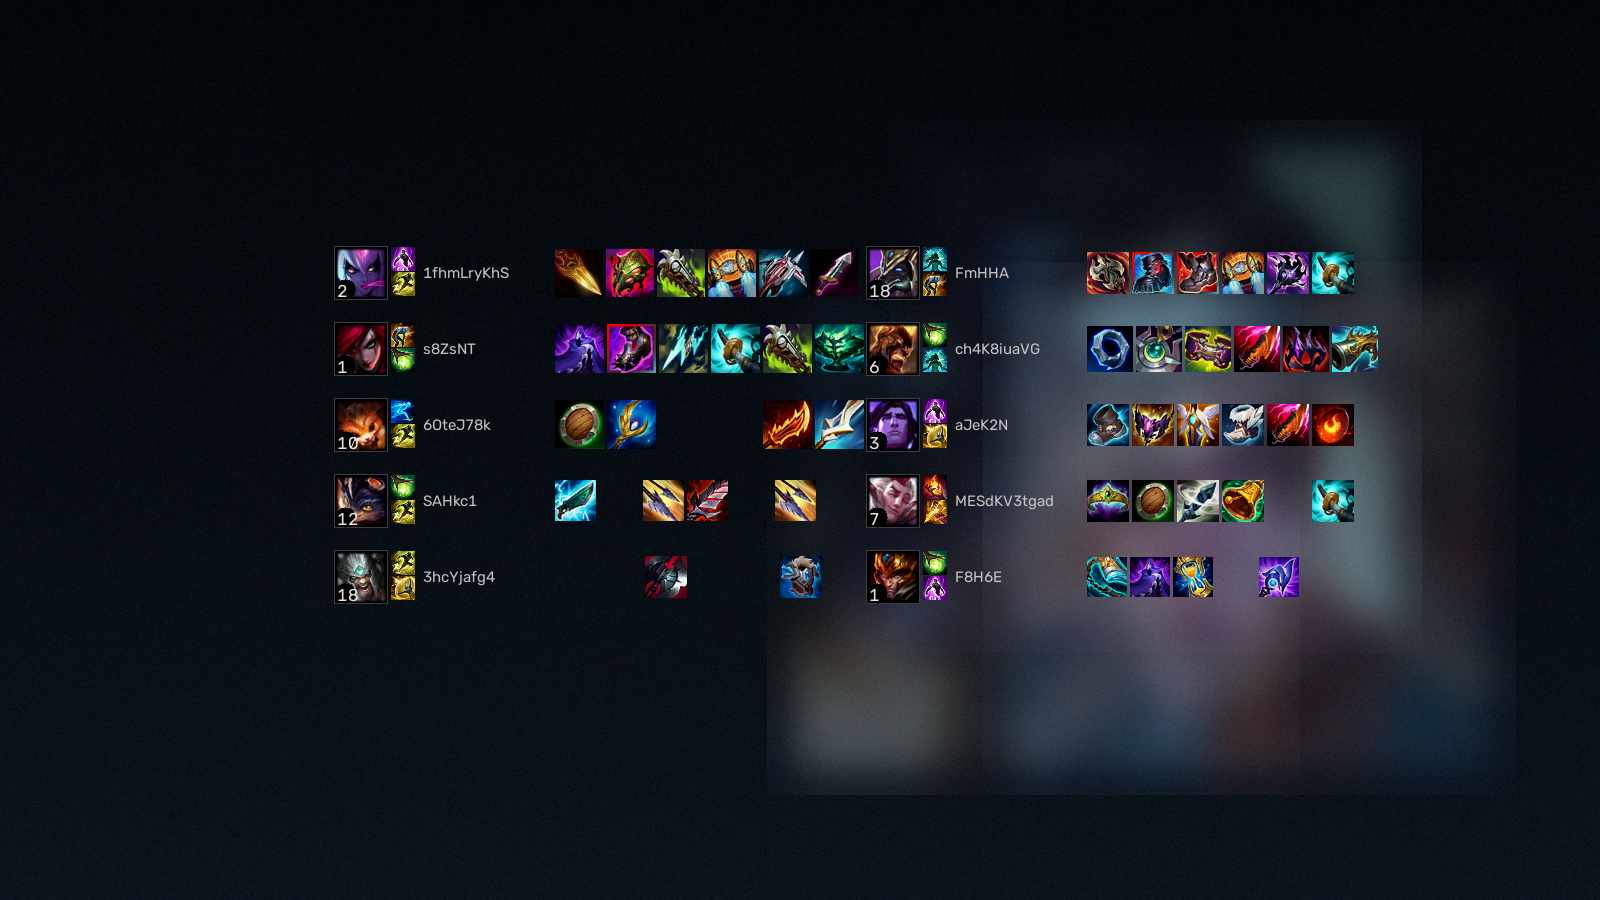 2 1fhmLryKhS
1 s8ZsNT
10 6OteJ78k
12 SAHkc1
18 3hcYjafg4
18 FmHHA
6 ch4K8iuaVG
3 aJeK2N
7 MESdKV3tgad
1 F8H6E